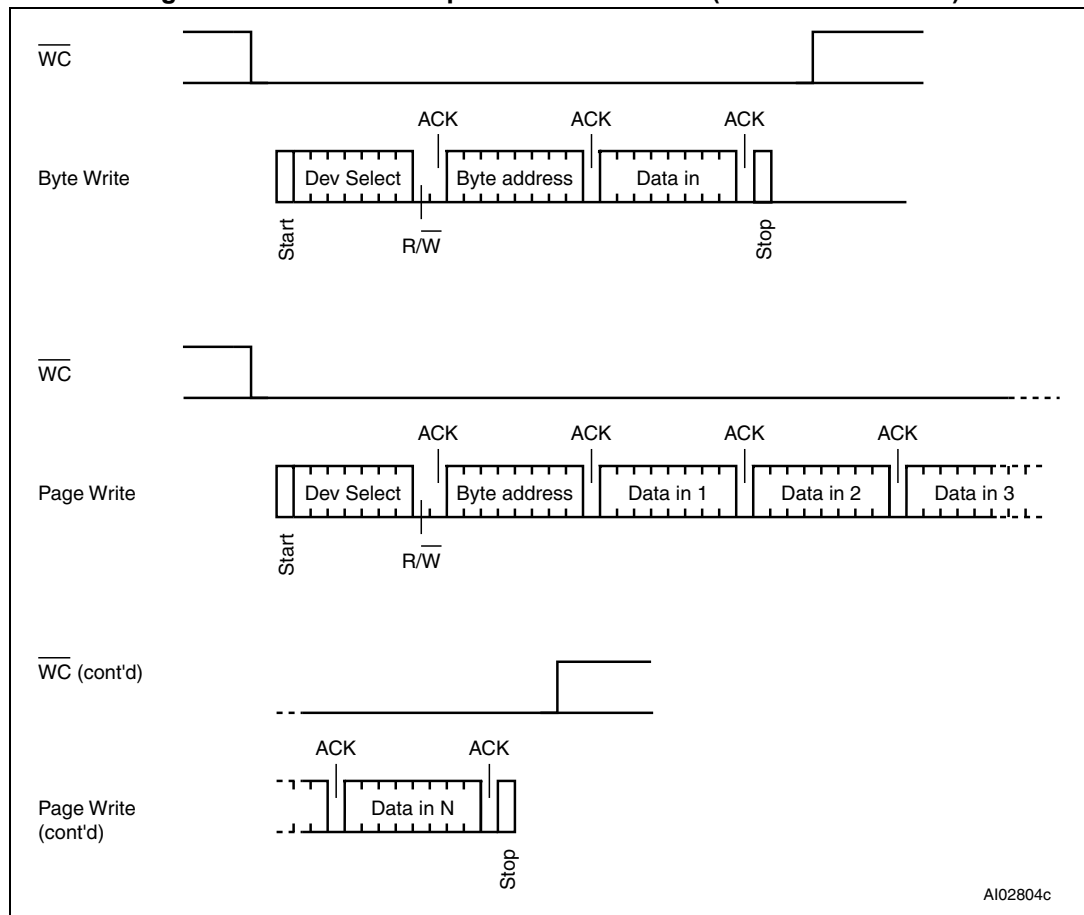 WC
ACK ACK ACK
Byte Write Dev Select Byte address Data in
Start R/W Stop
WC
ACK ACK ACK ACK
Page Write Dev Select Byte address Data in 1 Data in 2 Data in 3
Start R/W
WC (cont'd)
ACK ACK
Page Write Data in N
(cont'd)
Stop
AI02804c